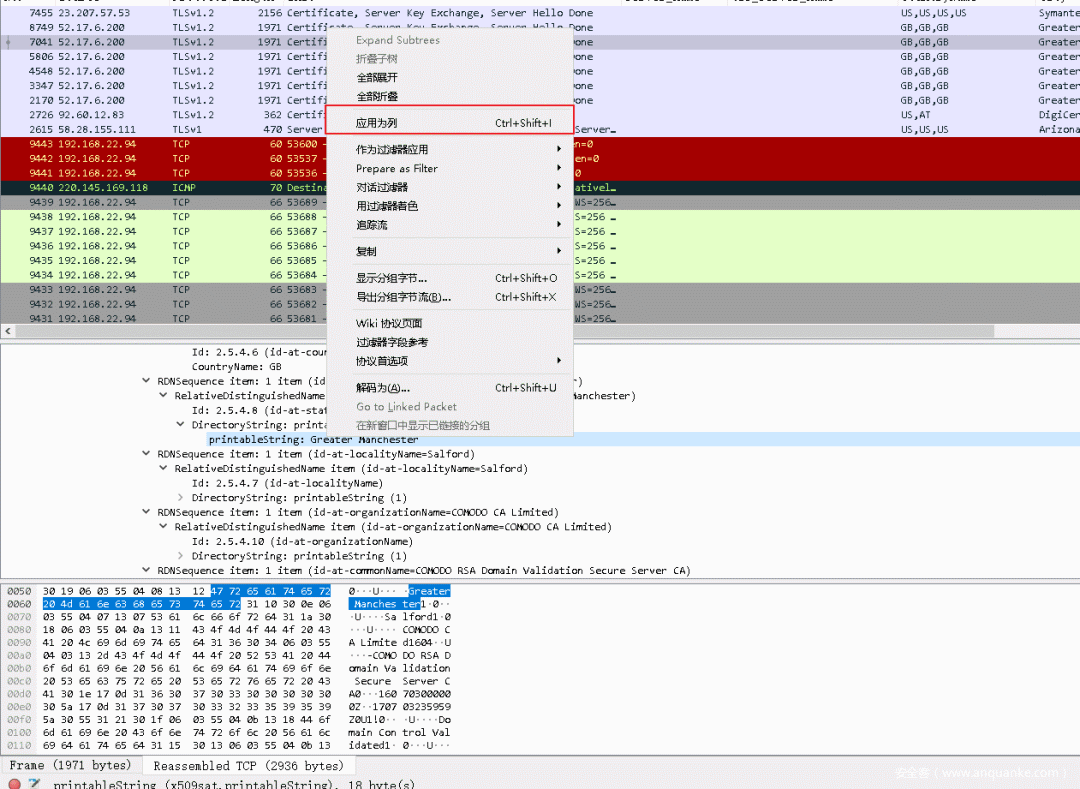 7455 23.207.57.53 TLSv1.2 2156 Certificate, Server Key Exchange, Server Hello Done US,US,US,US Symante
8749 52.17.6.200 TLSv1.2 1971 Certificate, Server Key Exchange, Server Hello Done GB,GB,GB Greater
7041 52.17.6.200 TLSv1.2 1971 Certifi one GB,GB,GB Greater
5806 52.17.6.200 TLSv1.2 1971 Certifi one GB,GB,GB Greater
4548 52.17.6.200 TLSv1.2 1971 Certifi one GB,GB,GB Greater
3347 52.17.6.200 TLSv1.2 1971 Certifi one GB,GB,GB Greater
2170 52.17.6.200 TLSv1.2 1971 Certifi one GB,GB,GB Greater
2726 92.60.12.83 TLSv1.2 362 Certifi US,AT DigiCer
2615 58.28.155.111 TLSv1 470 Server Server… US,US,US Arizona
9443 192.168.22.94 TCP 60 53600 → en=0
9442 192.168.22.94 TCP 60 53537 → en=0
9441 192.168.22.94 TCP 60 53536 → 0
9440 220.145.169.118 ICMP 70 Destina ativel…
9439 192.168.22.94 TCP 66 53689 → WS=256…
9438 192.168.22.94 TCP 66 53688 → S=256 …
9437 192.168.22.94 TCP 66 53687 → S=256 …
9436 192.168.22.94 TCP 66 53686 → S=256 …
9435 192.168.22.94 TCP 66 53685 → S=256 …
9434 192.168.22.94 TCP 66 53684 → S=256 …
9433 192.168.22.94 TCP 66 53683 → WS=256…
9432 192.168.22.94 TCP 66 53682 → WS=256…
9431 192.168.22.94 TCP 66 53681 → WS=256…
Expand Subtrees
折叠子树
全部展开
全部折叠
应用为列 Ctrl+Shift+I
作为过滤器应用
Prepare as Filter
对话过滤器
用过滤器着色
追踪流
复制
显示分组字节... Ctrl+Shift+O
导出分组字节流(B)... Ctrl+Shift+X
Wiki 协议页面
过滤器字段参考
协议首选项
解码为(A)... Ctrl+Shift+U
Go to Linked Packet
在新窗口中显示已链接的分组
Id: 2.5.4.6 (id-at-cou
CountryName: GB
RDNSequence item: 1 item (id )
RelativeDistinguishedName Manchester)
Id: 2.5.4.8 (id-at-stat
DirectoryString: printa
printableString: Greater Manchester
RDNSequence item: 1 item (id-at-localityName=Salford)
RelativeDistinguishedName item (id-at-localityName=Salford)
Id: 2.5.4.7 (id-at-localityName)
DirectoryString: printableString (1)
RDNSequence item: 1 item (id-at-organizationName=COMODO CA Limited)
RelativeDistinguishedName item (id-at-organizationName=COMODO CA Limited)
Id: 2.5.4.10 (id-at-organizationName)
DirectoryString: printableString (1)
RDNSequence item: 1 item (id-at-commonName=COMODO RSA Domain Validation Secure Server CA)
0050 30 19 06 03 55 04 08 13 12 47 72 65 61 74 65 72 0···U··· ·Greater
0060 20 4d 61 6e 63 68 65 73 74 65 72 31 10 30 0e 06 Manches ter1·0··
0070 03 55 04 07 13 07 53 61 6c 66 6f 72 64 31 1a 30 ·U····Sa lford1·0
0080 18 06 03 55 04 0a 13 11 43 4f 4d 4f 44 4f 20 43 ···U···· COMODO C
0090 41 20 4c 69 6d 69 74 65 64 31 36 30 34 06 03 55 A Limite d1604··U
00a0 04 03 13 2d 43 4f 4d 4f 44 4f 20 52 53 41 20 44 ···-COMO DO RSA D
00b0 6f 6d 61 69 6e 20 56 61 6c 69 64 61 74 69 6f 6e omain Va lidation
00c0 20 53 65 63 75 72 65 20 53 65 72 76 65 72 20 43 Secure Server C
00d0 41 30 1e 17 0d 31 36 30 37 30 33 30 30 30 30 30 A0···160 70300000
00e0 30 5a 17 0d 31 37 30 37 30 32 33 35 39 35 39 0Z··1707 03235959
00f0 5a 30 55 31 21 30 1f 06 03 55 04 0b 13 18 44 6f Z0U1!0·· ·U····Do
0100 6d 61 69 6e 20 43 6f 6e 74 72 6f 6c 20 56 61 6c main Con trol Val
0110 69 64 61 74 65 64 31 15 30 13 06 03 55 04 0b 13 idated1· 0···U···
Frame (1971 bytes) Reassembled TCP (2936 bytes)
printableString (x509sat.printableString), 18 byte(s)
安全客 ( www.anquanke.com )